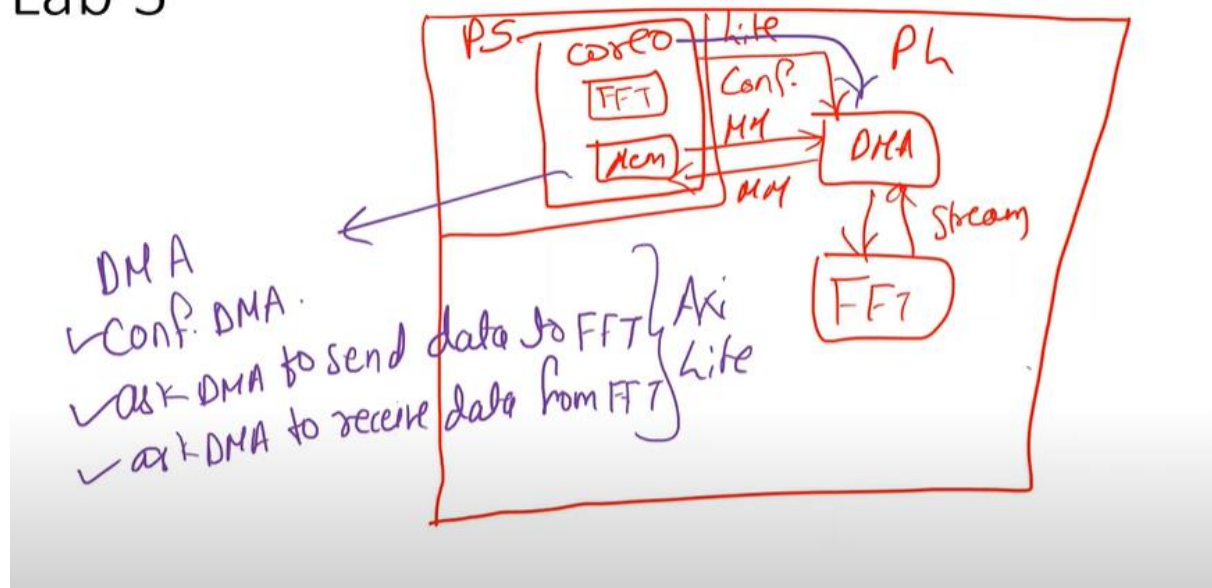 Lab 3
PS
core0
Lite
PL
FFT
Conf.
Mem
MM
MM
DMA
Stream
FFT
DMA
Conf. DMA.
ask DMA to send data to FFT
ask DMA to receive data from FFT
Axi
Lite